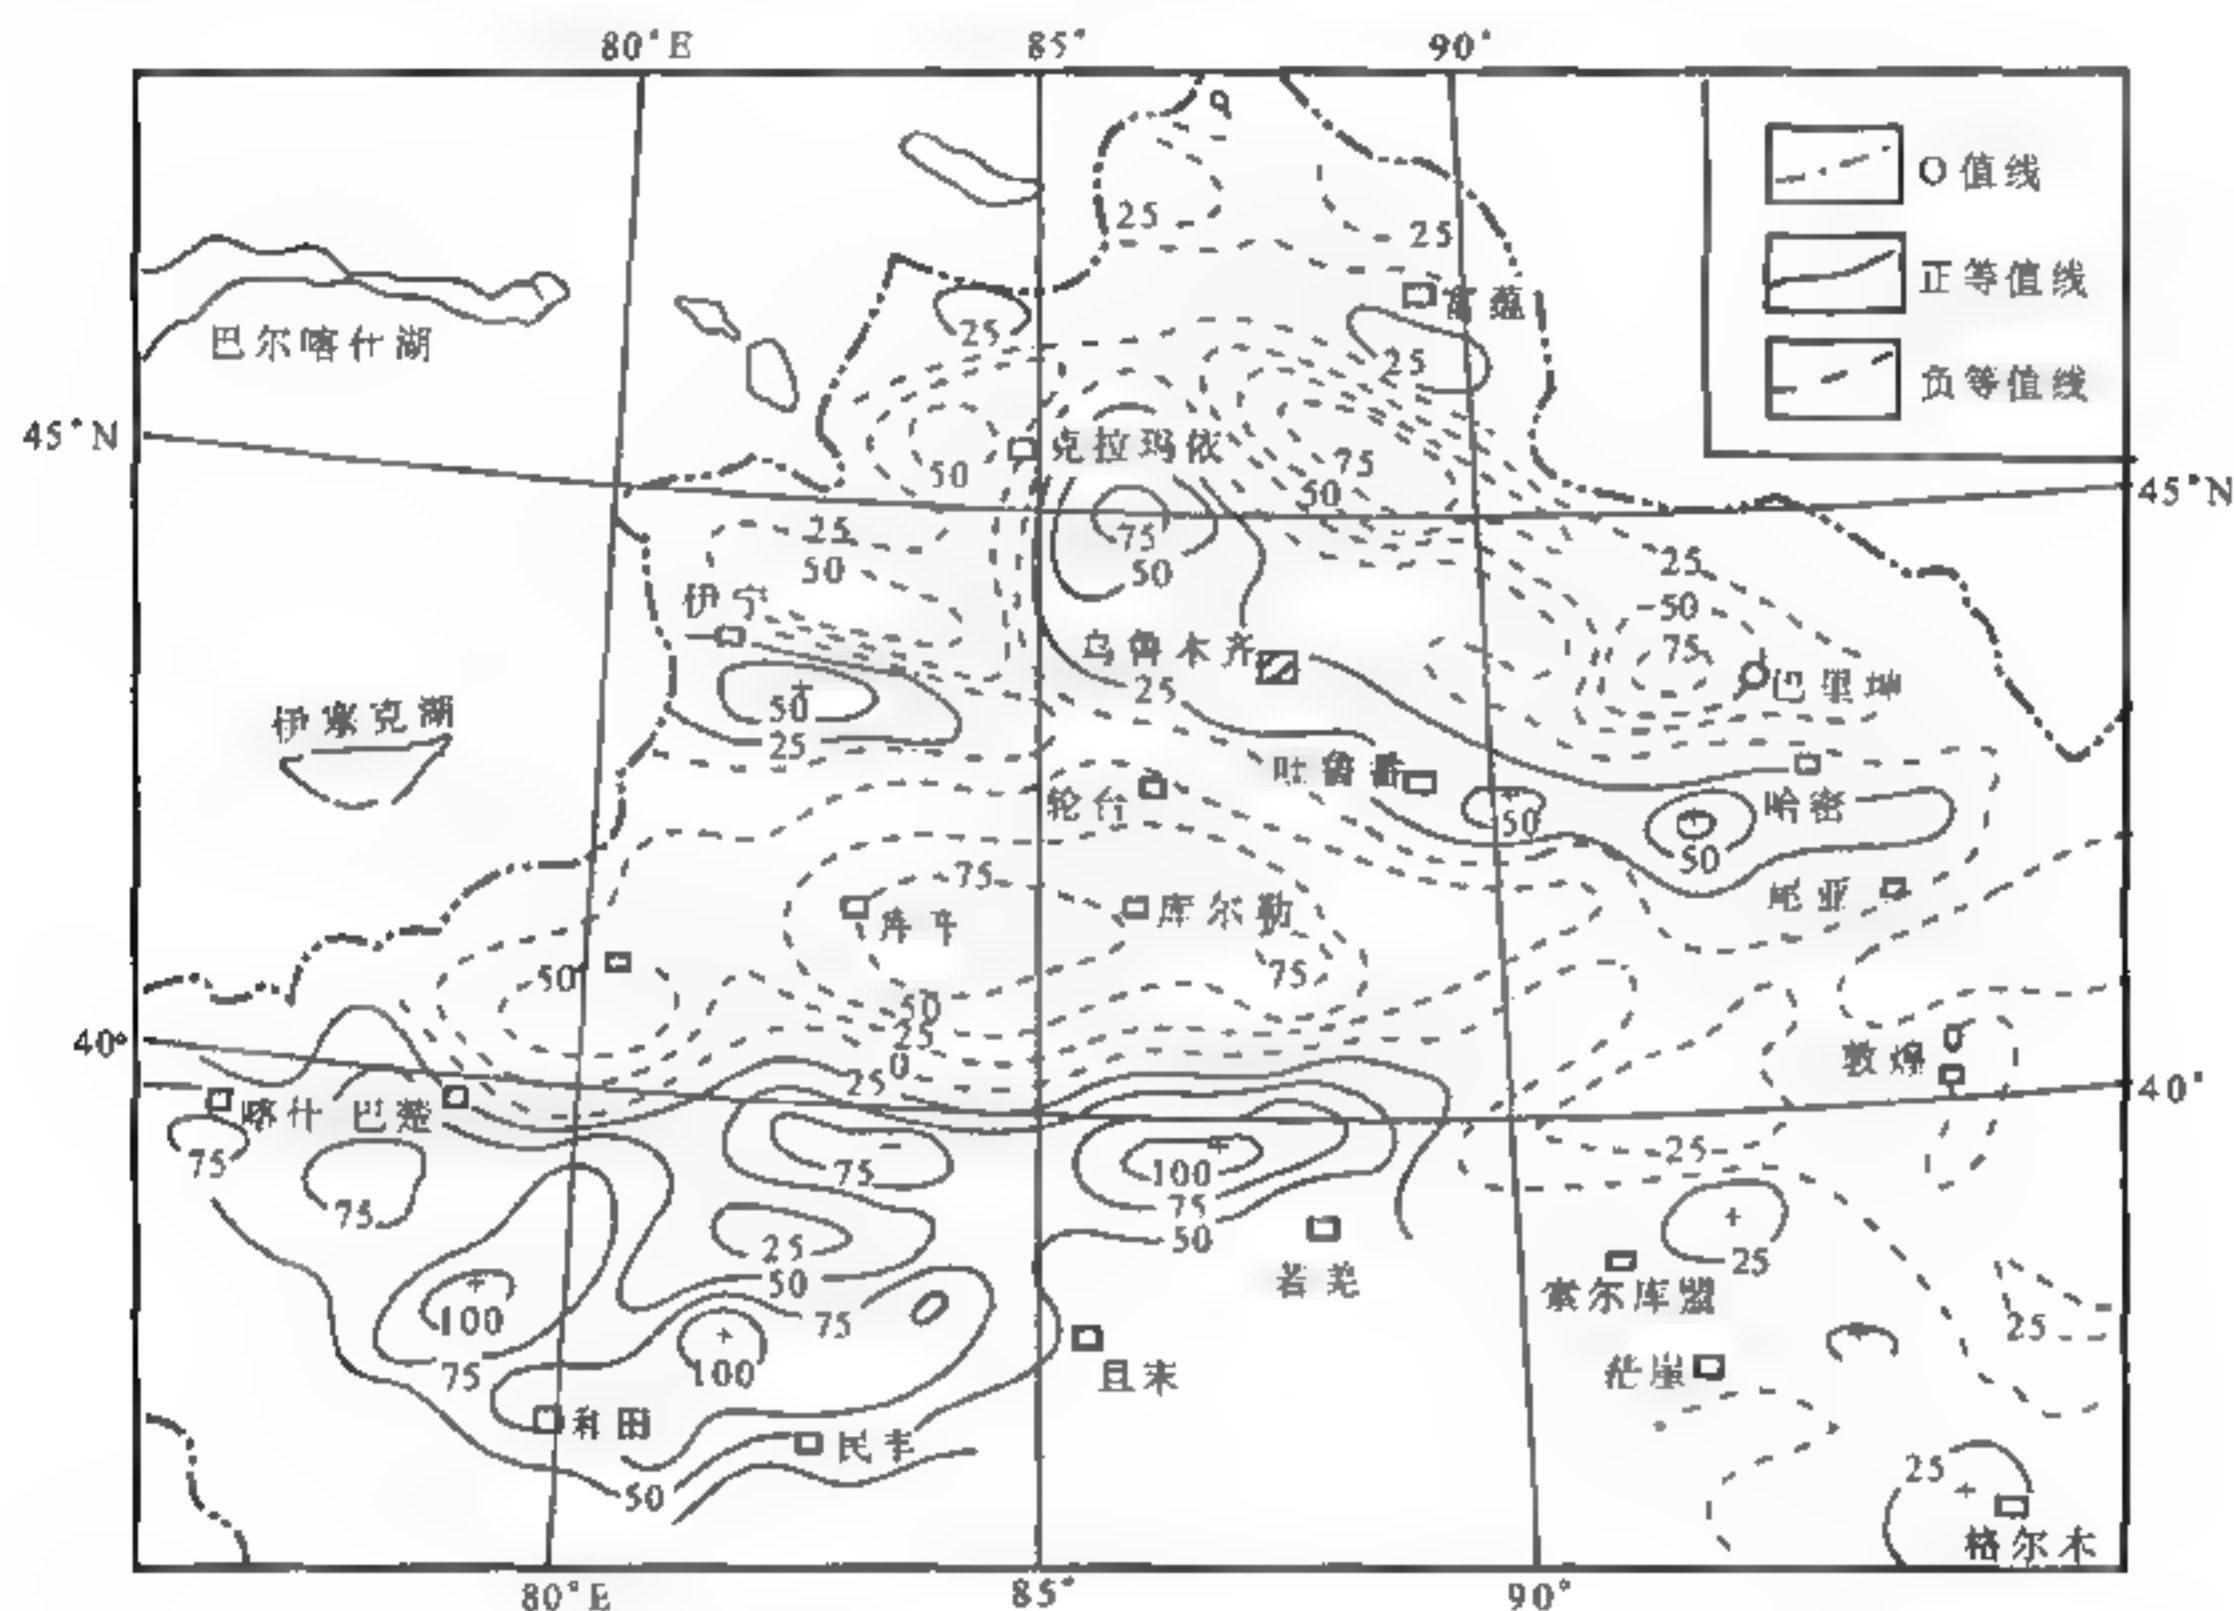 80°E 85° 90°
0值线
正等值线
负等值线
25
25
富蕴
25
25
巴尔喀什湖
45°N
克拉玛依
50
75
50
45°N
25
75
50
25
50
伊宁
50
乌鲁木齐
75
巴里坤
25
伊塞克湖
50
25
吐鲁番
轮台
50
哈密
50
75
尾亚
库车
库尔勒
50
75
50
25
0
40°
25
敦煌
40°
喀什 巴楚
75
75
100
25
75
75
50
25
25
50
若羌
索尔库盟
100
75
25
75
100
且末
茫崖
和田
民丰
25
50
格尔木
80°E 85° 90°